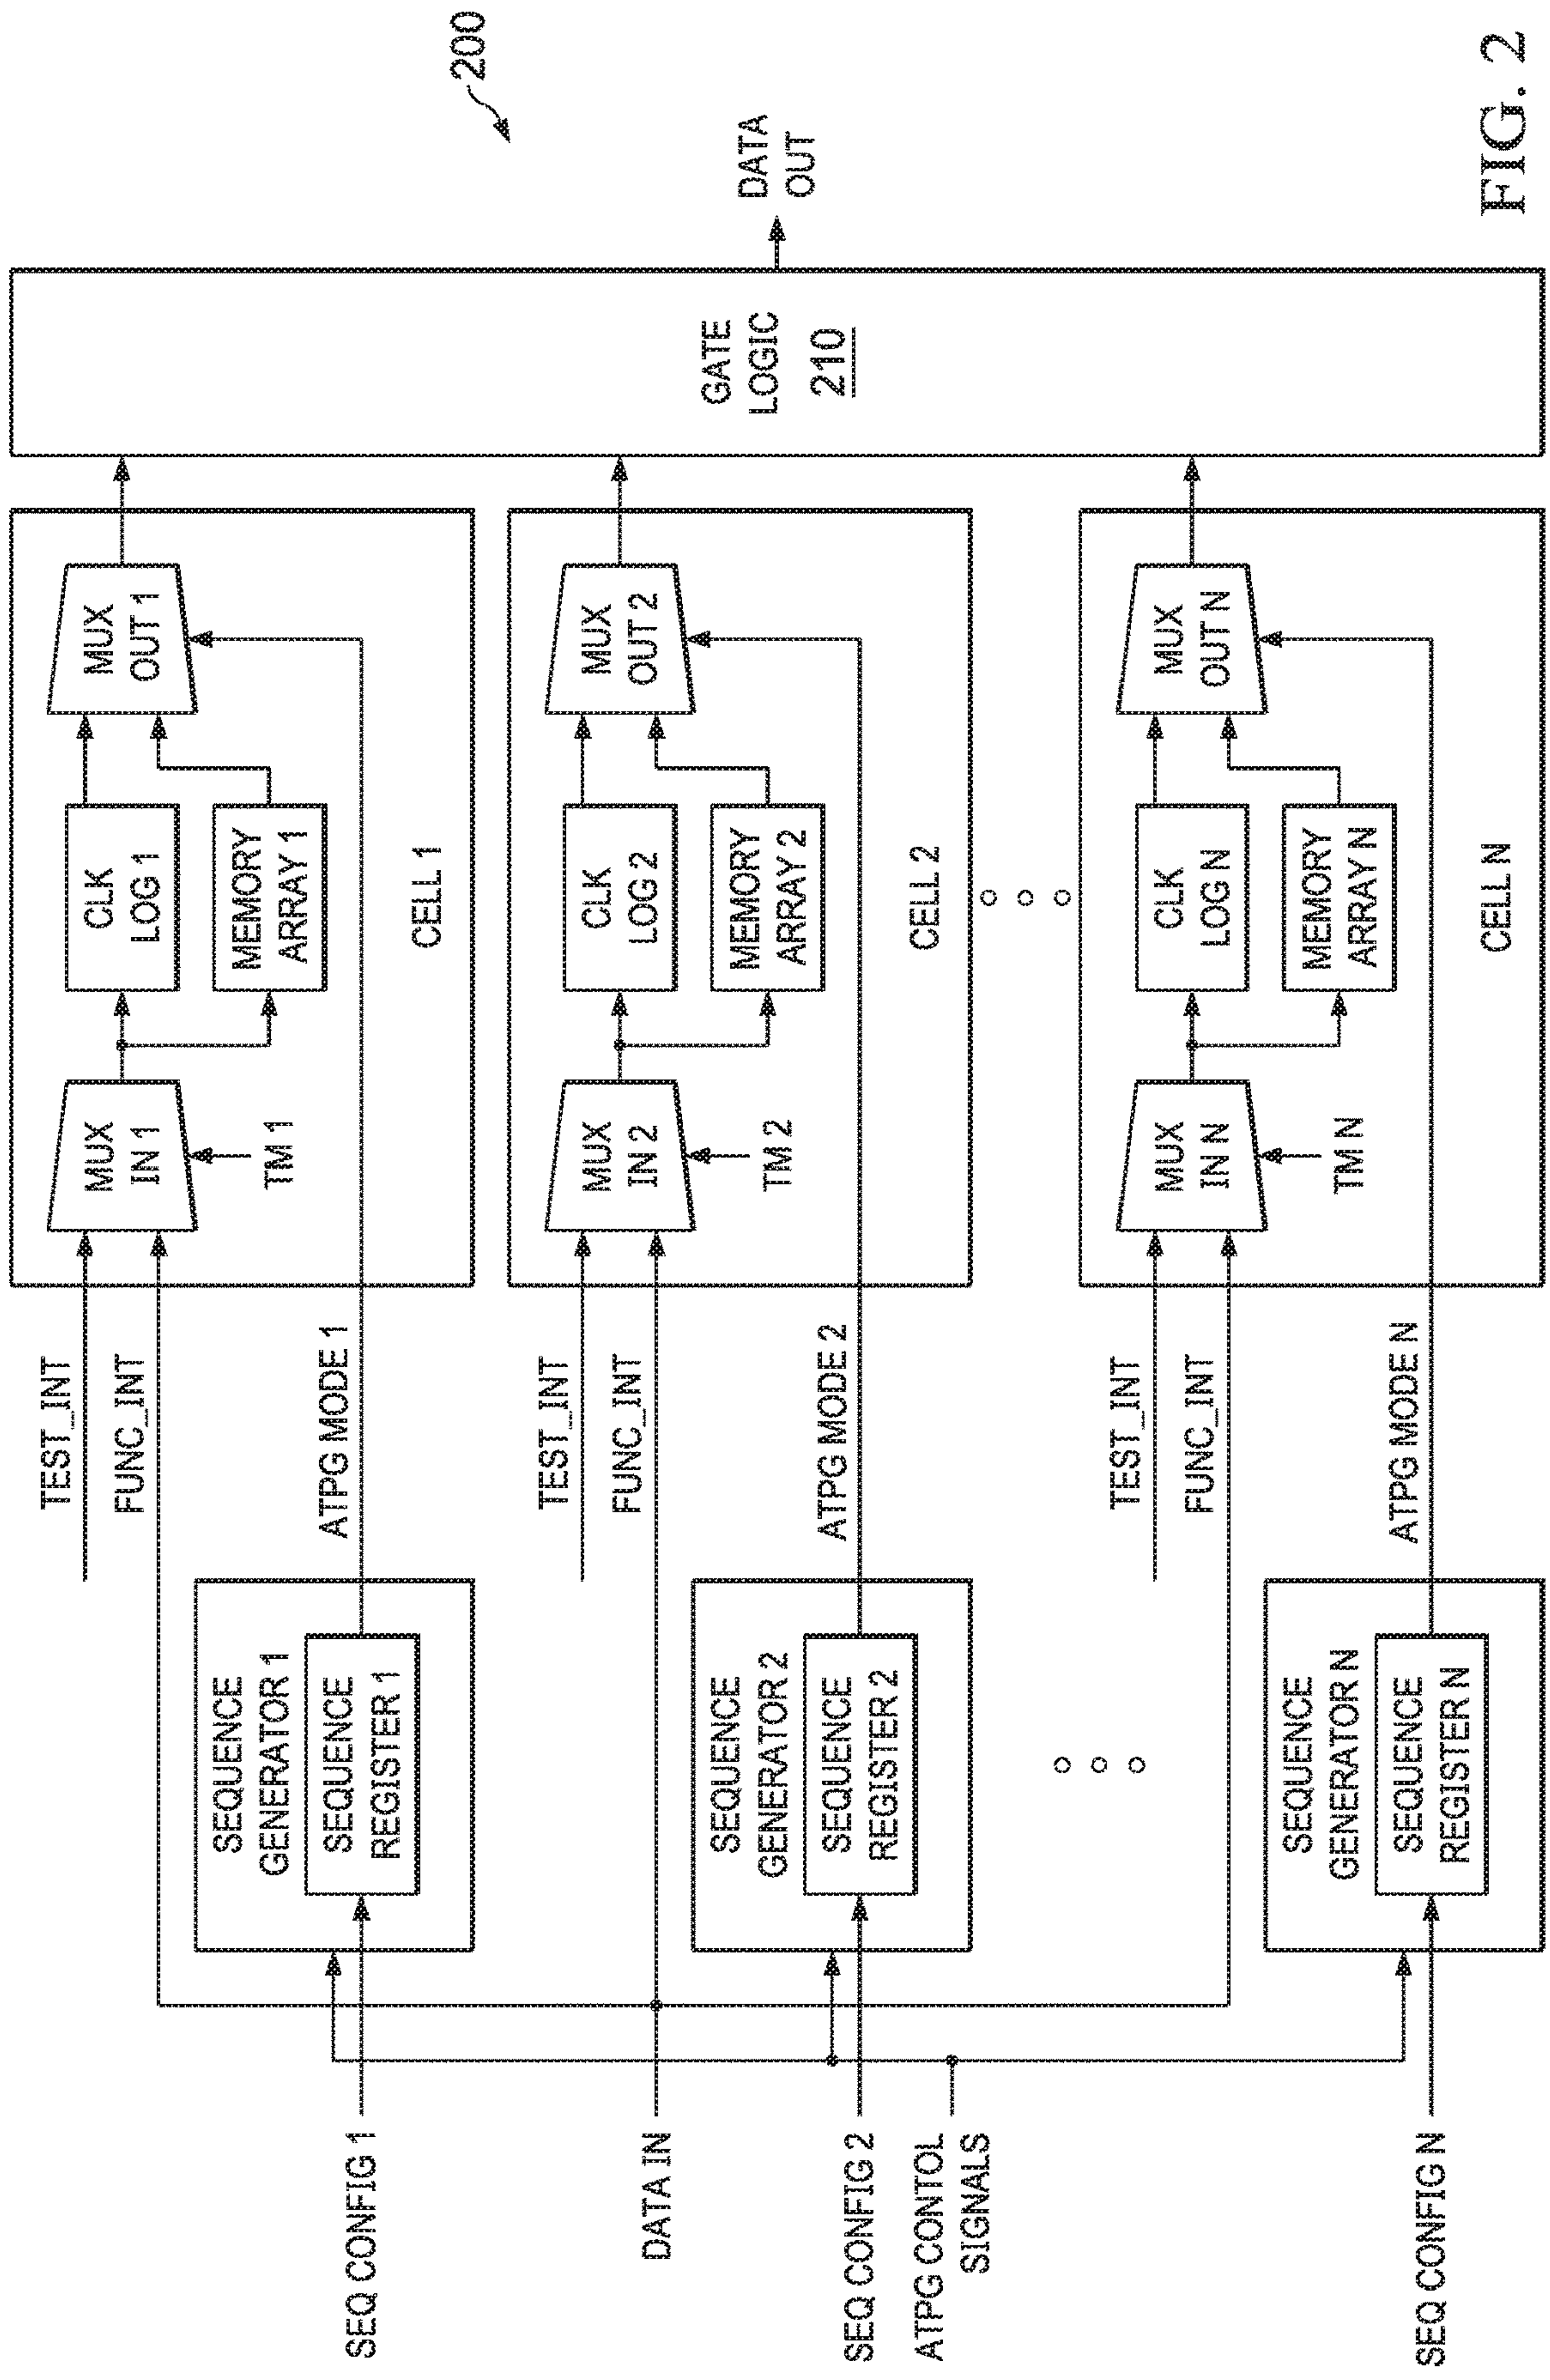 200
TEST_INT
FUNC_INT
ATPG MODE 1
SEQUENCE
GENERATOR 1
SEQUENCE
REGISTER 1
SEQ CONFIG 1
MUX
IN 1
TM 1
CLK
LOG 1
MEMORY
ARRAY 1
MUX
OUT 1
CELL 1
DATA IN
TEST_INT
FUNC_INT
ATPG MODE 2
SEQUENCE
GENERATOR 2
SEQUENCE
REGISTER 2
SEQ CONFIG 2
ATPG CONTOL
SIGNALS
MUX
IN 2
TM 2
CLK
LOG 2
MEMORY
ARRAY 2
MUX
OUT 2
CELL 2
GATE
LOGIC
210
DATA
OUT
TEST_INT
FUNC_INT
ATPG MODE N
SEQUENCE
GENERATOR N
SEQUENCE
REGISTER N
SEQ CONFIG N
MUX
IN N
TM N
CLK
LOG N
MEMORY
ARRAY N
MUX
OUT N
CELL N
FIG. 2